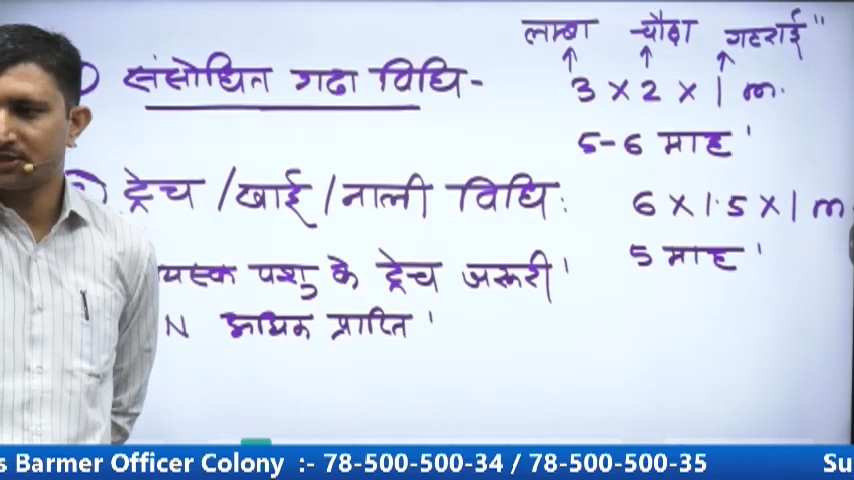 लम्बा चौड़ा गहराई"
संसोधित गढा विधि-
3 × 2 × 1 m.
5-6 माह'
ट्रेच /खाई/नाली विधि:
6 × 1.5 × 1 m
5 माह'
यस्क पशु के ट्रेच जरूरी'
N अधिक प्राप्ति'
s Barmer Officer Colony :- 78-500-500-34 / 78-500-500-35 Su